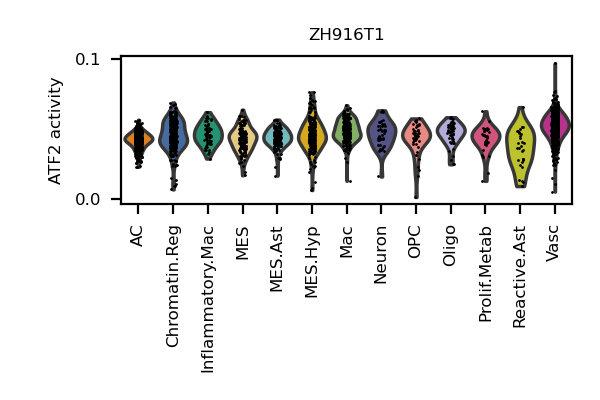 ZH916T1
0.1
ATF2 activity
0.0
AC
Chromatin.Reg
Inflammatory.Mac
MES
MES.Ast
MES.Hyp
Mac
Neuron
OPC
Oligo
Prolif.Metab
Reactive.Ast
Vasc